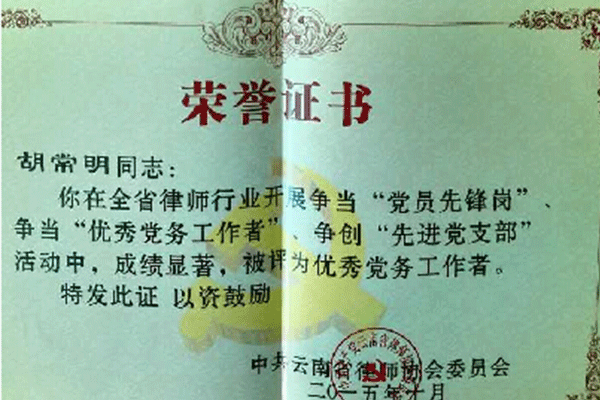 荣誉证书
胡常明同志：
你在全省律师行业开展争当“党员先锋岗”、
争当“优秀党务工作者”、争创“先进党支部”
活动中，成绩显著，被评为优秀党务工作者。
特发此证 以资鼓励
中共云南省律师协会委员会
二〇一五年 月